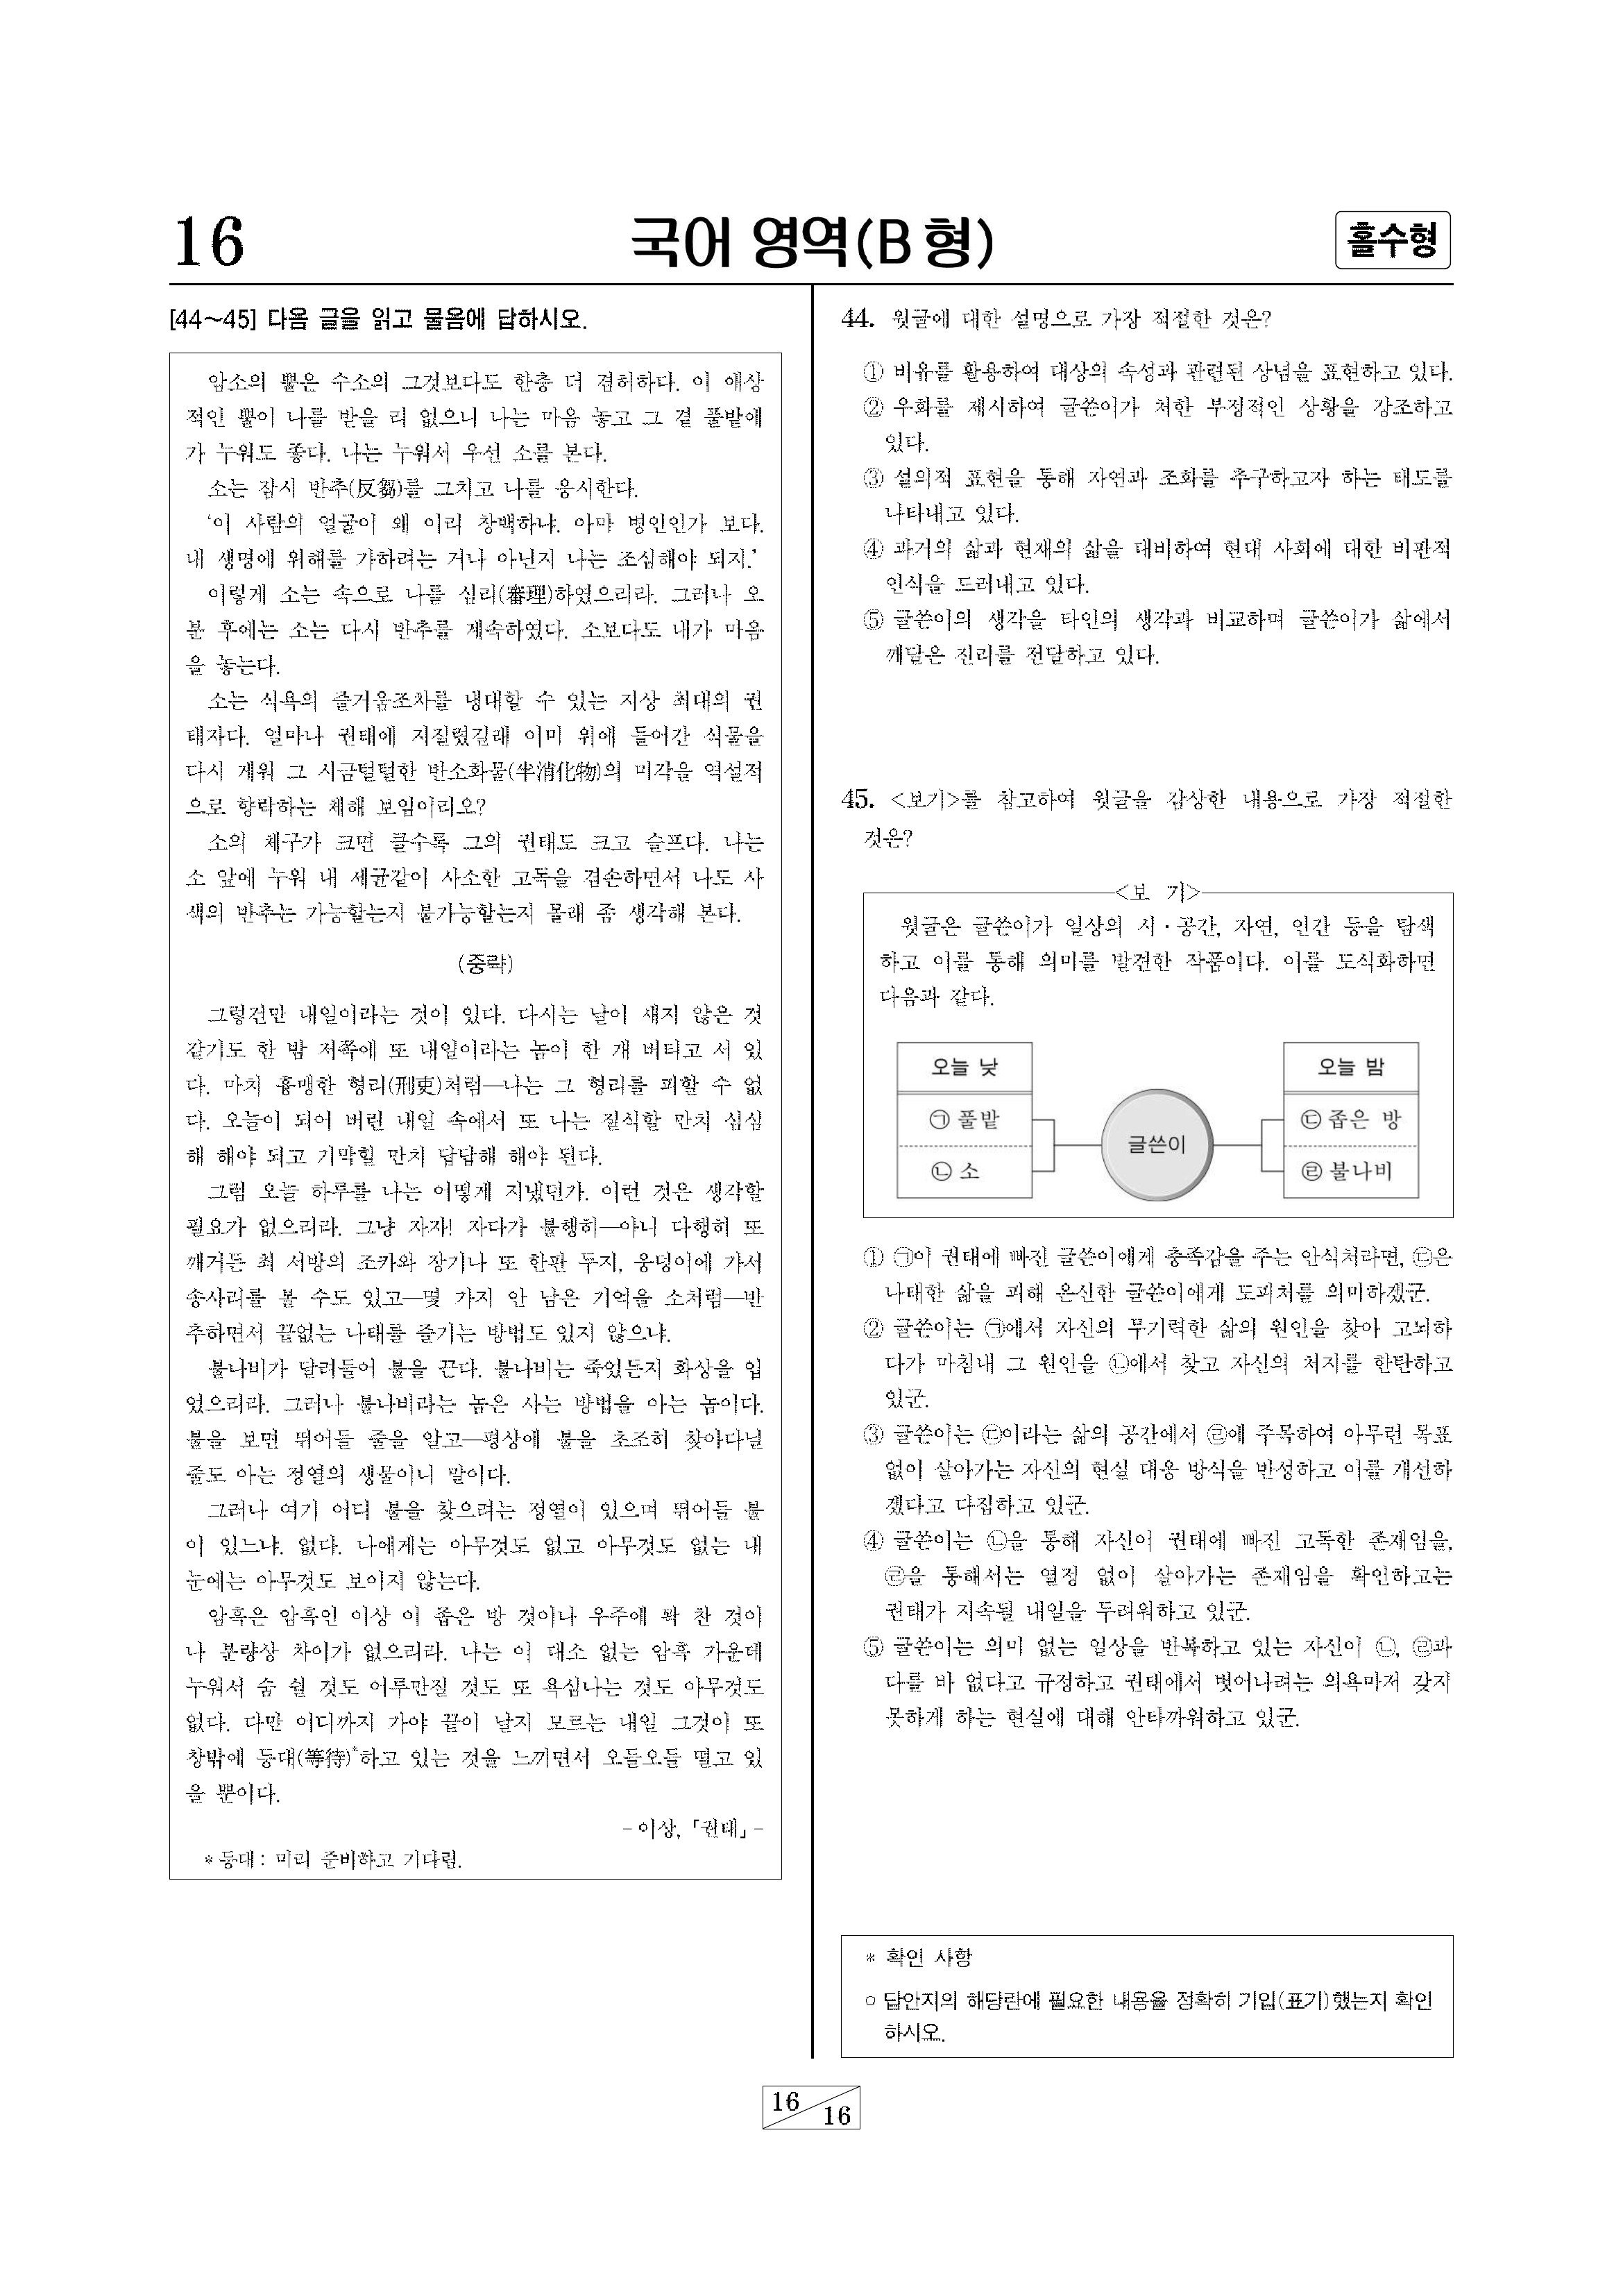 16
국어 영역(B 형)
홀수형
[44~45] 다음 글을 읽고 물음에 답하시오.
암소의 뿔은 수소의 그것보다도 한층 더 겸허하다. 이 애상
적인 뿔이 나를 받을 리 없으니 나는 마음 놓고 그 곁 풀밭에
가 누워도 좋다. 나는 누워서 우선 소를 본다.
소는 잠시 반추(反芻)를 그치고 나를 응시한다.
‘이 사람의 얼굴이 왜 이리 창백하냐. 아마 병인인가 보다.
내 생명에 위해를 가하려는 거나 아닌지 나는 조심해야 되지.’
이렇게 소는 속으로 나를 심리(審理)하였으리라. 그러나 오
분 후에는 소는 다시 반추를 계속하였다. 소보다도 내가 마음
을 놓는다.
소는 식욕의 즐거움조차를 냉대할 수 있는 지상 최대의 권
태자다. 얼마나 권태에 지질렸길래 이미 위에 들어간 식물을
다시 게워 그 시금털털한 반소화물(半消化物)의 미각을 역설적
으로 향락하는 체해 보임이리오?
소의 체구가 크면 클수록 그의 권태도 크고 슬프다. 나는
소 앞에 누워 내 세균같이 사소한 고독을 겸손하면서 나도 사
색의 반추는 가능할는지 불가능할는지 몰래 좀 생각해 본다.
(중략)
그렇건만 내일이라는 것이 있다. 다시는 날이 새지 않은 것
같기도 한 밤 저쪽에 또 내일이라는 놈이 한 개 버티고 서 있
다. 마치 흉맹한 형리(刑吏)처럼―나는 그 형리를 피할 수 없
다. 오늘이 되어 버린 내일 속에서 또 나는 질식할 만치 심심
해 해야 되고 기막힐 만치 답답해 해야 된다.
그럼 오늘 하루를 나는 어떻게 지냈던가. 이런 것은 생각할
필요가 없으리라. 그냥 자자! 자다가 불행히―아니 다행히 또
깨거든 최 서방의 조카와 장기나 또 한판 두지, 웅덩이에 가서
송사리를 볼 수도 있고―몇 가지 안 남은 기억을 소처럼―반
추하면서 끝없는 나태를 즐기는 방법도 있지 않으냐.
불나비가 달려들어 불을 끈다. 불나비는 죽었든지 화상을 입
었으리라. 그러나 불나비라는 놈은 사는 방법을 아는 놈이다.
불을 보면 뛰어들 줄을 알고―평상에 불을 초조히 찾아다닐
줄도 아는 정열의 생물이니 말이다.
그러나 여기 어디 불을 찾으려는 정열이 있으며 뛰어들 불
이 있느냐. 없다. 나에게는 아무것도 없고 아무것도 없는 내
눈에는 아무것도 보이지 않는다.
암흑은 암흑인 이상 이 좁은 방 것이나 우주에 꽉 찬 것이
나 분량상 차이가 없으리라. 나는 이 대소 없는 암흑 가운데
누워서 숨 쉴 것도 어루만질 것도 또 욕심나는 것도 아무것도
없다. 다만 어디까지 가야 끝이 날지 모르는 내일 그것이 또
창밖에 등대(等待)*하고 있는 것을 느끼면서 오들오들 떨고 있
을 뿐이다.
- 이상, 「권태」 -
* 등대 : 미리 준비하고 기다림.
44. 윗글에 대한 설명으로 가장 적절한 것은?
① 비유를 활용하여 대상의 속성과 관련된 상념을 표현하고 있다.
② 우화를 제시하여 글쓴이가 처한 부정적인 상황을 강조하고
있다.
③ 설의적 표현을 통해 자연과 조화를 추구하고자 하는 태도를
나타내고 있다.
④ 과거의 삶과 현재의 삶을 대비하여 현대 사회에 대한 비판적
인식을 드러내고 있다.
⑤ 글쓴이의 생각을 타인의 생각과 비교하며 글쓴이가 삶에서
깨달은 진리를 전달하고 있다.
45. <보기>를 참고하여 윗글을 감상한 내용으로 가장 적절한
것은?
<보 기>
윗글은 글쓴이가 일상의 시·공간, 자연, 인간 등을 탐색
하고 이를 통해 의미를 발견한 작품이다. 이를 도식화하면
다음과 같다.
오늘 낮
㉠ 풀밭
㉡ 소
글쓴이
오늘 밤
㉢ 좁은 방
㉣ 불나비
① ㉠이 권태에 빠진 글쓴이에게 충족감을 주는 안식처라면, ㉢은
나태한 삶을 피해 은신한 글쓴이에게 도피처를 의미하겠군.
② 글쓴이는 ㉠에서 자신의 무기력한 삶의 원인을 찾아 고뇌하
다가 마침내 그 원인을 ㉡에서 찾고 자신의 처지를 한탄하고
있군.
③ 글쓴이는 ㉢이라는 삶의 공간에서 ㉣에 주목하여 아무런 목표
없이 살아가는 자신의 현실 대응 방식을 반성하고 이를 개선하
겠다고 다짐하고 있군.
④ 글쓴이는 ㉡을 통해 자신이 권태에 빠진 고독한 존재임을,
㉣을 통해서는 열정 없이 살아가는 존재임을 확인하고는
권태가 지속될 내일을 두려워하고 있군.
⑤ 글쓴이는 의미 없는 일상을 반복하고 있는 자신이 ㉡, ㉣과
다를 바 없다고 규정하고 권태에서 벗어나려는 의욕마저 갖지
못하게 하는 현실에 대해 안타까워하고 있군.
* 확인 사항
○ 답안지의 해당란에 필요한 내용을 정확히 기입(표기)했는지 확인
하시오.
16
16